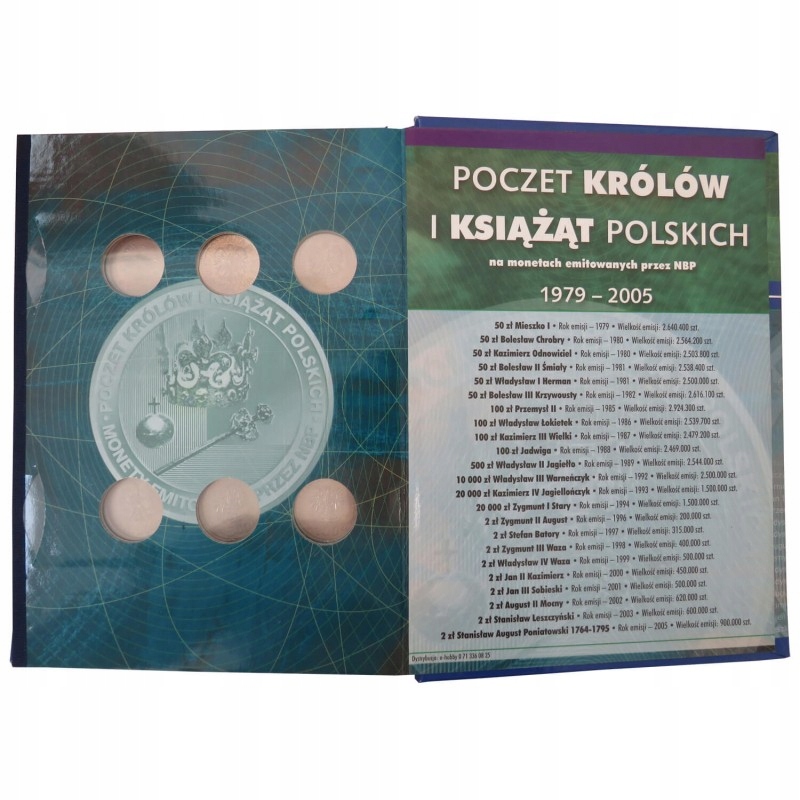 POCZET KRÓLÓW I KSIĄŻĄT POLSKICH
MONETY EMITO PRZEZ NBP
POCZET KRÓLÓW
I KSIĄŻĄT POLSKICH
na monetach emitowanych przez NBP
1979 – 2005
50 zł Mieszko I • Rok emisji – 1979 • Wielkość emisji: 2.640.400 szt.
50 zł Bolesław Chrobry • Rok emisji – 1980 • Wielkość emisji: 2.564.200 szt.
50 zł Kazimierz Odnowiciel • Rok emisji – 1980 • Wielkość emisji: 2.503.800 szt.
50 zł Bolesław II Śmiały • Rok emisji – 1981 • Wielkość emisji: 2.538.400 szt.
50 zł Władysław I Herman • Rok emisji – 1981 • Wielkość emisji: 2.500.000 szt.
50 zł Bolesław III Krzywousty • Rok emisji – 1982 • Wielkość emisji: 2.616.100 szt.
100 zł Przemysł II • Rok emisji – 1985 • Wielkość emisji: 2.924.300 szt.
100 zł Władysław Łokietek • Rok emisji – 1986 • Wielkość emisji: 2.539.700 szt.
100 zł Kazimierz III Wielki • Rok emisji – 1987 • Wielkość emisji: 2.479.200 szt.
100 zł Jadwiga • Rok emisji – 1988 • Wielkość emisji: 2.469.000 szt.
500 zł Władysław II Jagiełło • Rok emisji – 1989 • Wielkość emisji: 2.544.000 szt.
10 000 zł Władysław III Warneńczyk • Rok emisji – 1992 • Wielkość emisji: 2.500.000 szt.
20 000 zł Kazimierz IV Jagiellończyk • Rok emisji – 1993 • Wielkość emisji: 1.500.000 szt.
20 000 zł Zygmunt I Stary • Rok emisji – 1994 • Wielkość emisji: 1.500.000 szt.
2 zł Zygmunt II August • Rok emisji – 1996 • Wielkość emisji: 200.000 szt.
2 zł Stefan Batory • Rok emisji – 1997 • Wielkość emisji: 315.000 szt.
2 zł Zygmunt III Waza • Rok emisji – 1998 • Wielkość emisji: 400.000 szt.
2 zł Władysław IV Waza • Rok emisji – 1999 • Wielkość emisji: 500.000 szt.
2 zł Jan II Kazimierz • Rok emisji – 2000 • Wielkość emisji: 450.000 szt.
2 zł Jan III Sobieski • Rok emisji – 2001 • Wielkość emisji: 500.000 szt.
2 zł August II Mocny • Rok emisji – 2002 • Wielkość emisji: 620.000 szt.
2 zł Stanisław Leszczyński • Rok emisji – 2003 • Wielkość emisji: 600.000 szt.
2 zł Stanisław August Poniatowski 1764-1795 • Rok emisji – 2005 • Wielkość emisji: 900.000 szt.
Dystrybucja: e-hobby 0 71 336 08 25